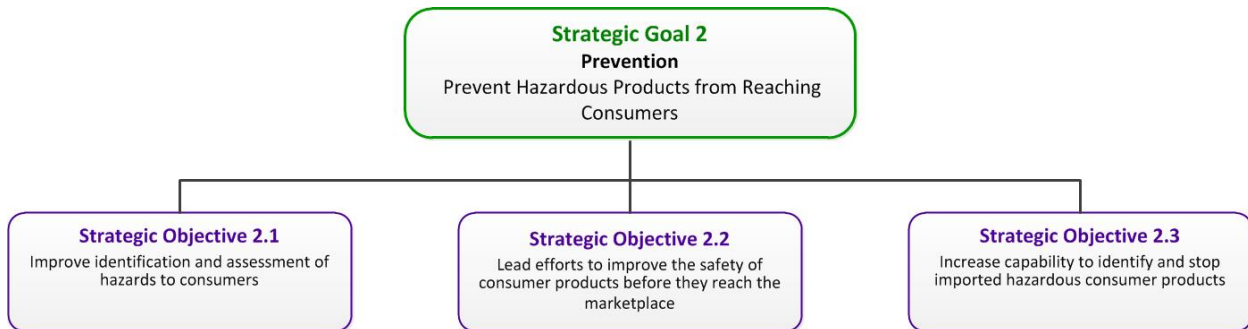 Strategic Goal 2
Prevention
Prevent Hazardous Products from Reaching
Consumers
Strategic Objective 2.1
Improve identification and assessment of
hazards to consumers
Strategic Objective 2.2
Lead efforts to improve the safety of
consumer products before they reach the
marketplace
Strategic Objective 2.3
Increase capability to identify and stop
imported hazardous consumer products